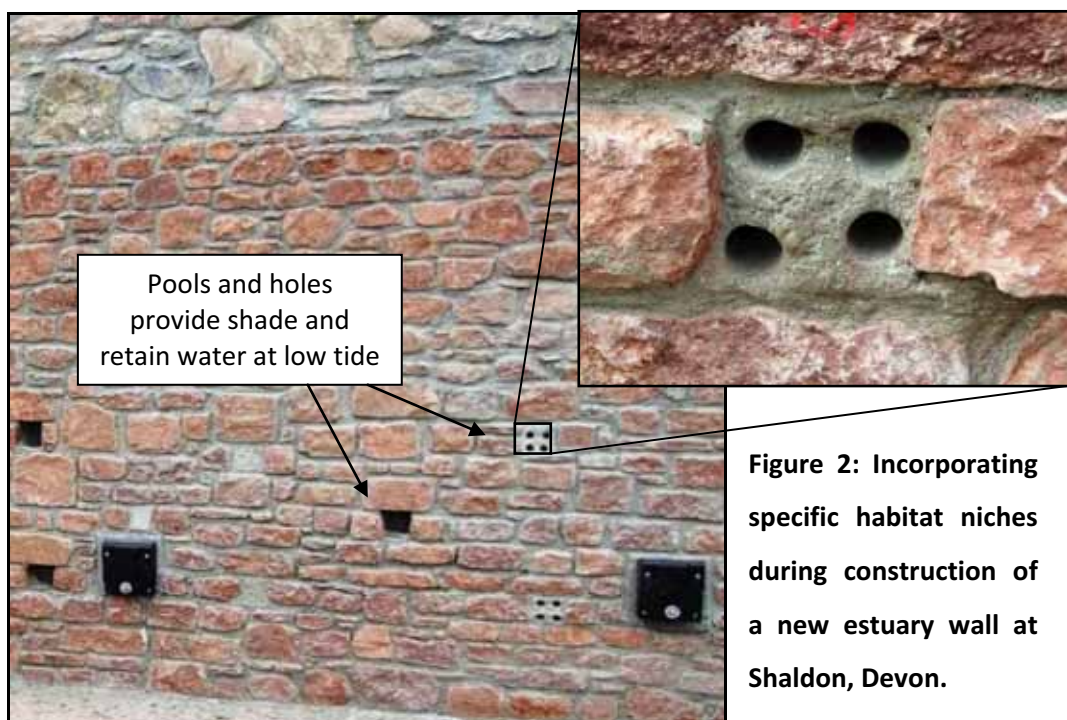 Pools and holes
provide shade and
retain water at low tide
Figure 2: Incorporating
specific habitat niches
during construction of
a new estuary wall at
Shaldon, Devon.